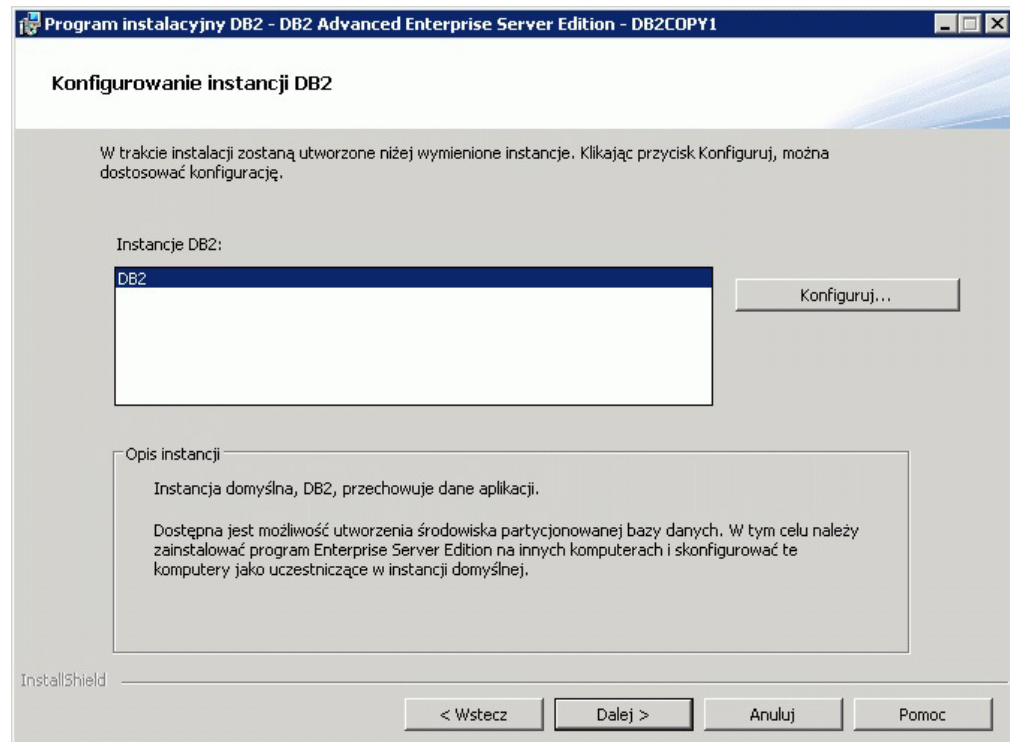 Program instalacyjny DB2 - DB2 Advanced Enterprise Server Edition - DB2COPY1
Konfigurowanie instancji DB2
W trakcie instalacji zostaną utworzone niżej wymienione instancje. Klikając przycisk Konfiguruj, można
dostosować konfigurację.
Instancje DB2:
DB2
Konfiguruj...
Opis instancji
Instancja domyślna, DB2, przechowuje dane aplikacji.
Dostępna jest możliwość utworzenia środowiska partycjonowanej bazy danych. W tym celu należy
zainstalować program Enterprise Server Edition na innych komputerach i skonfigurować te
komputery jako uczestniczące w instancji domyślnej.
InstallShield
< Wstecz
Dalej >
Anuluj
Pomoc